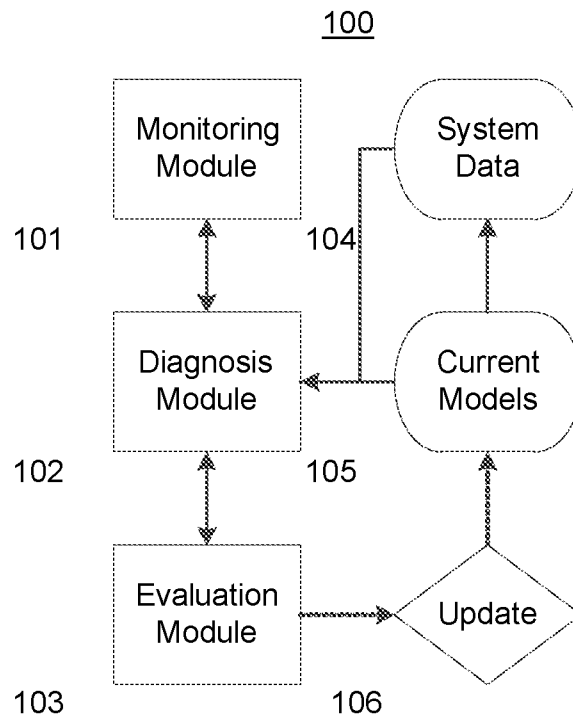 100
Monitoring
Module
System
Data
101
104
Diagnosis
Module
Current
Models
102
105
Evaluation
Module
Update
103
106